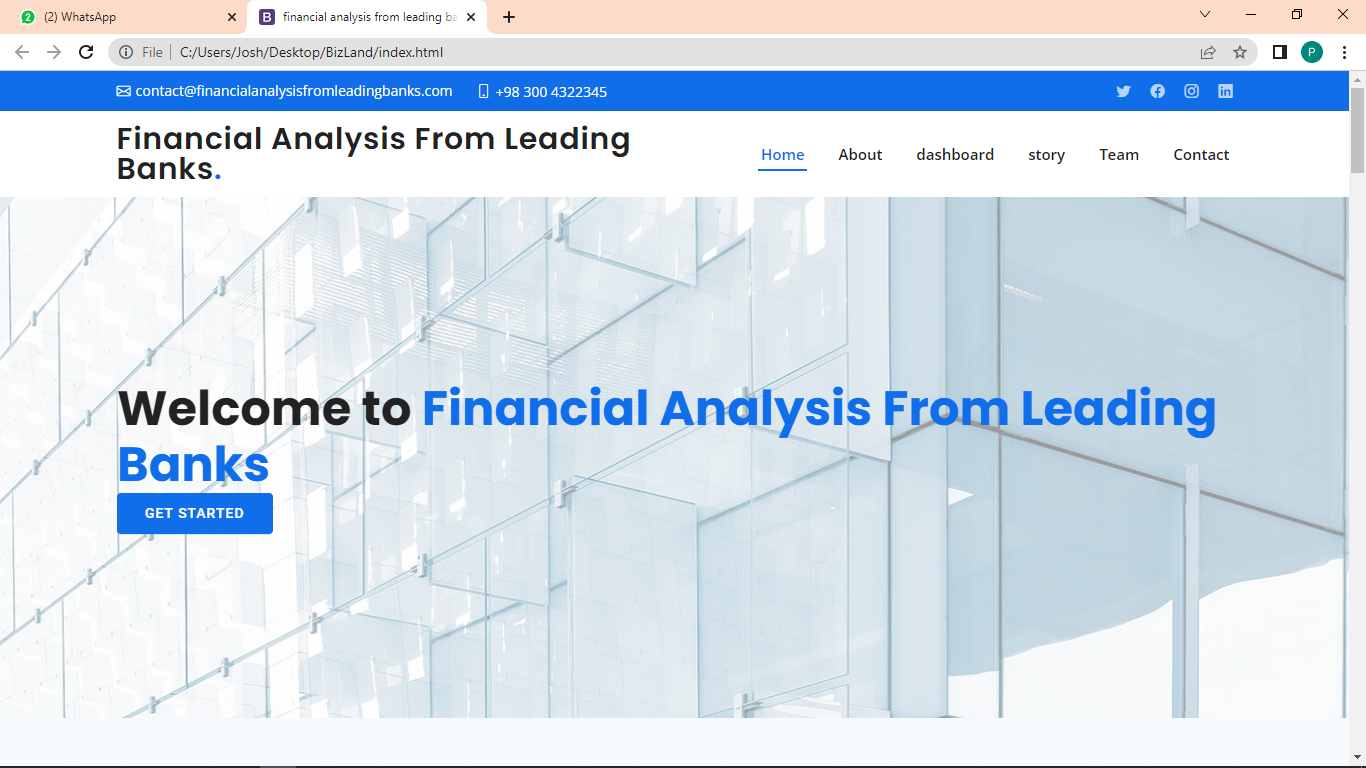 2
(2) WhatsApp
B
financial analysis from leading ba
File
C:/Users/Josh/Desktop/BizLand/index.html
P
contact@financialanalysisfromleadingbanks.com
+98 300 4322345
Financial Analysis From Leading
Banks.
Home
About
dashboard
story
Team
Contact
Welcome to Financial Analysis From Leading
Banks
GET STARTED